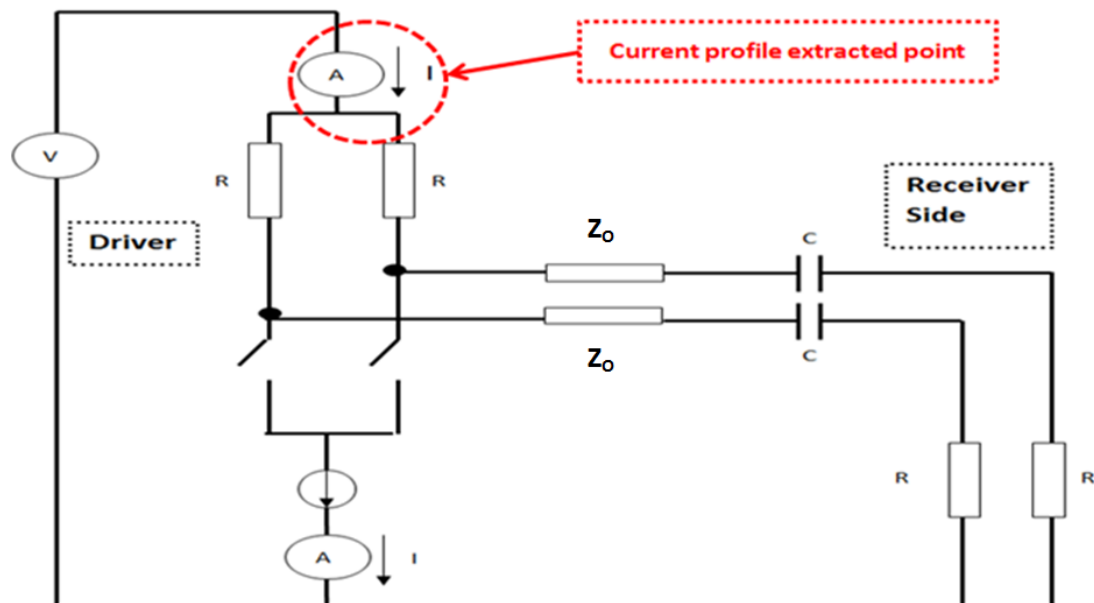 A
I
Current profile extracted point
V
R
R
Receiver
Side
Driver
Zo
C
Zo
C
R
R
A
I